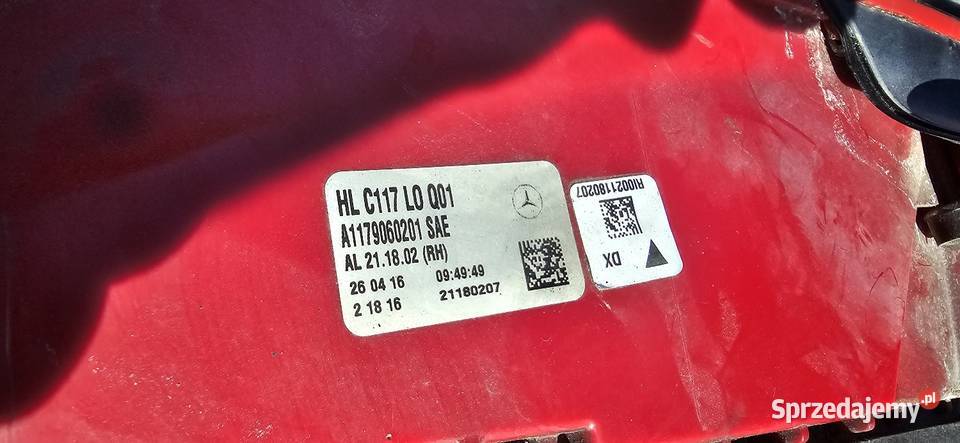 HL C117 LO Q01
A1179060201 SAE
AL 21.18.02 (RH)
26 04 16 09:49:49
2 18 16 21180207
AI0021180207
DX
Sprzedajemy.pl